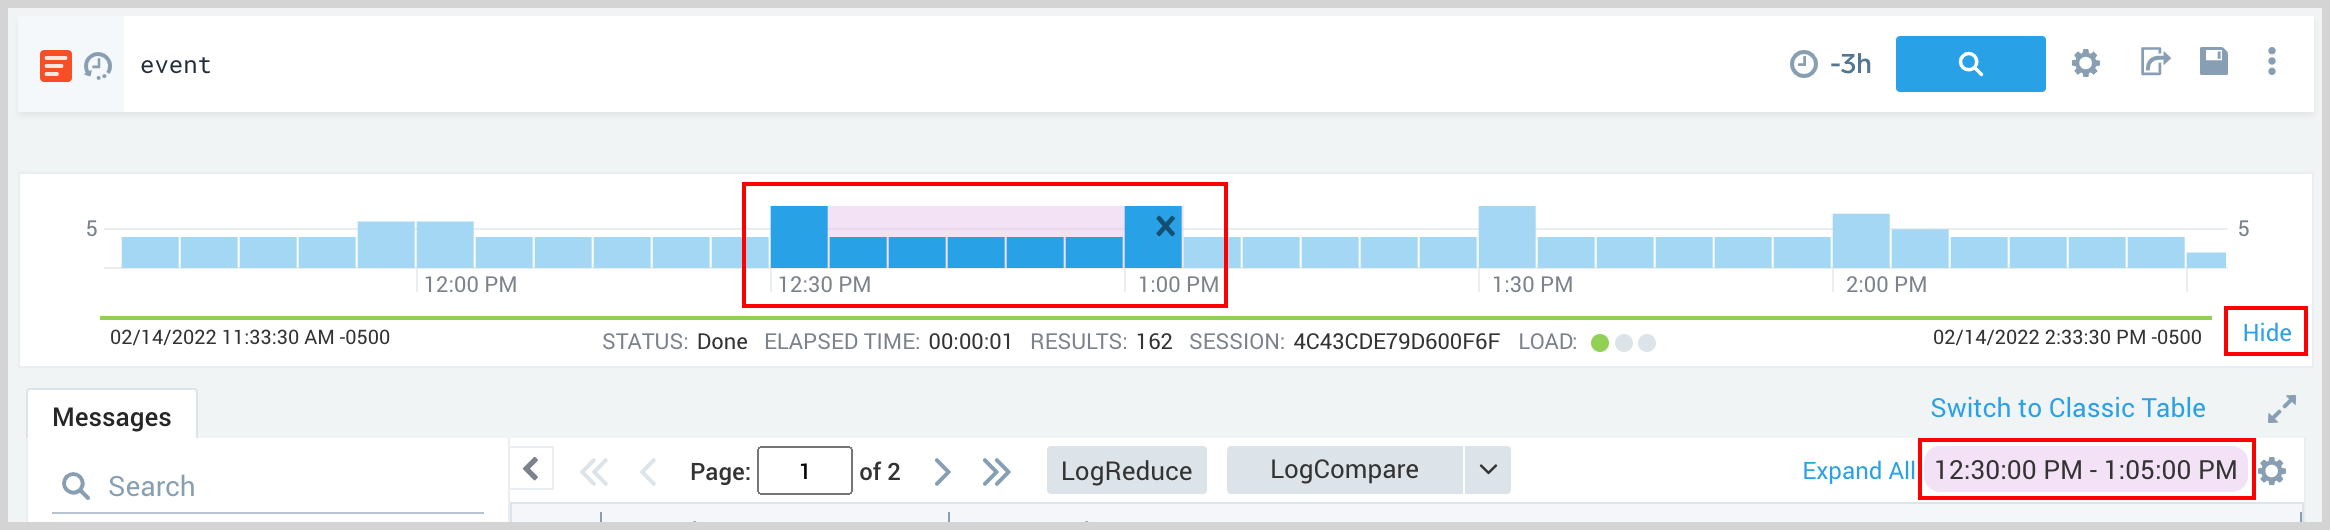 event
-3h
5
5
12:00 PM
12:30 PM
1:00 PM
1:30 PM
2:00 PM
02/14/2022 11:33:30 AM -0500
STATUS: Done ELAPSED TIME: 00:00:01 RESULTS: 162 SESSION: 4C43CDE79D600F6F LOAD:
02/14/2022 2:33:30 PM -0500
Hide
Messages
Switch to Classic Table
Search
Page: 1 of 2
LogReduce
LogCompare
Expand All
12:30:00 PM - 1:05:00 PM